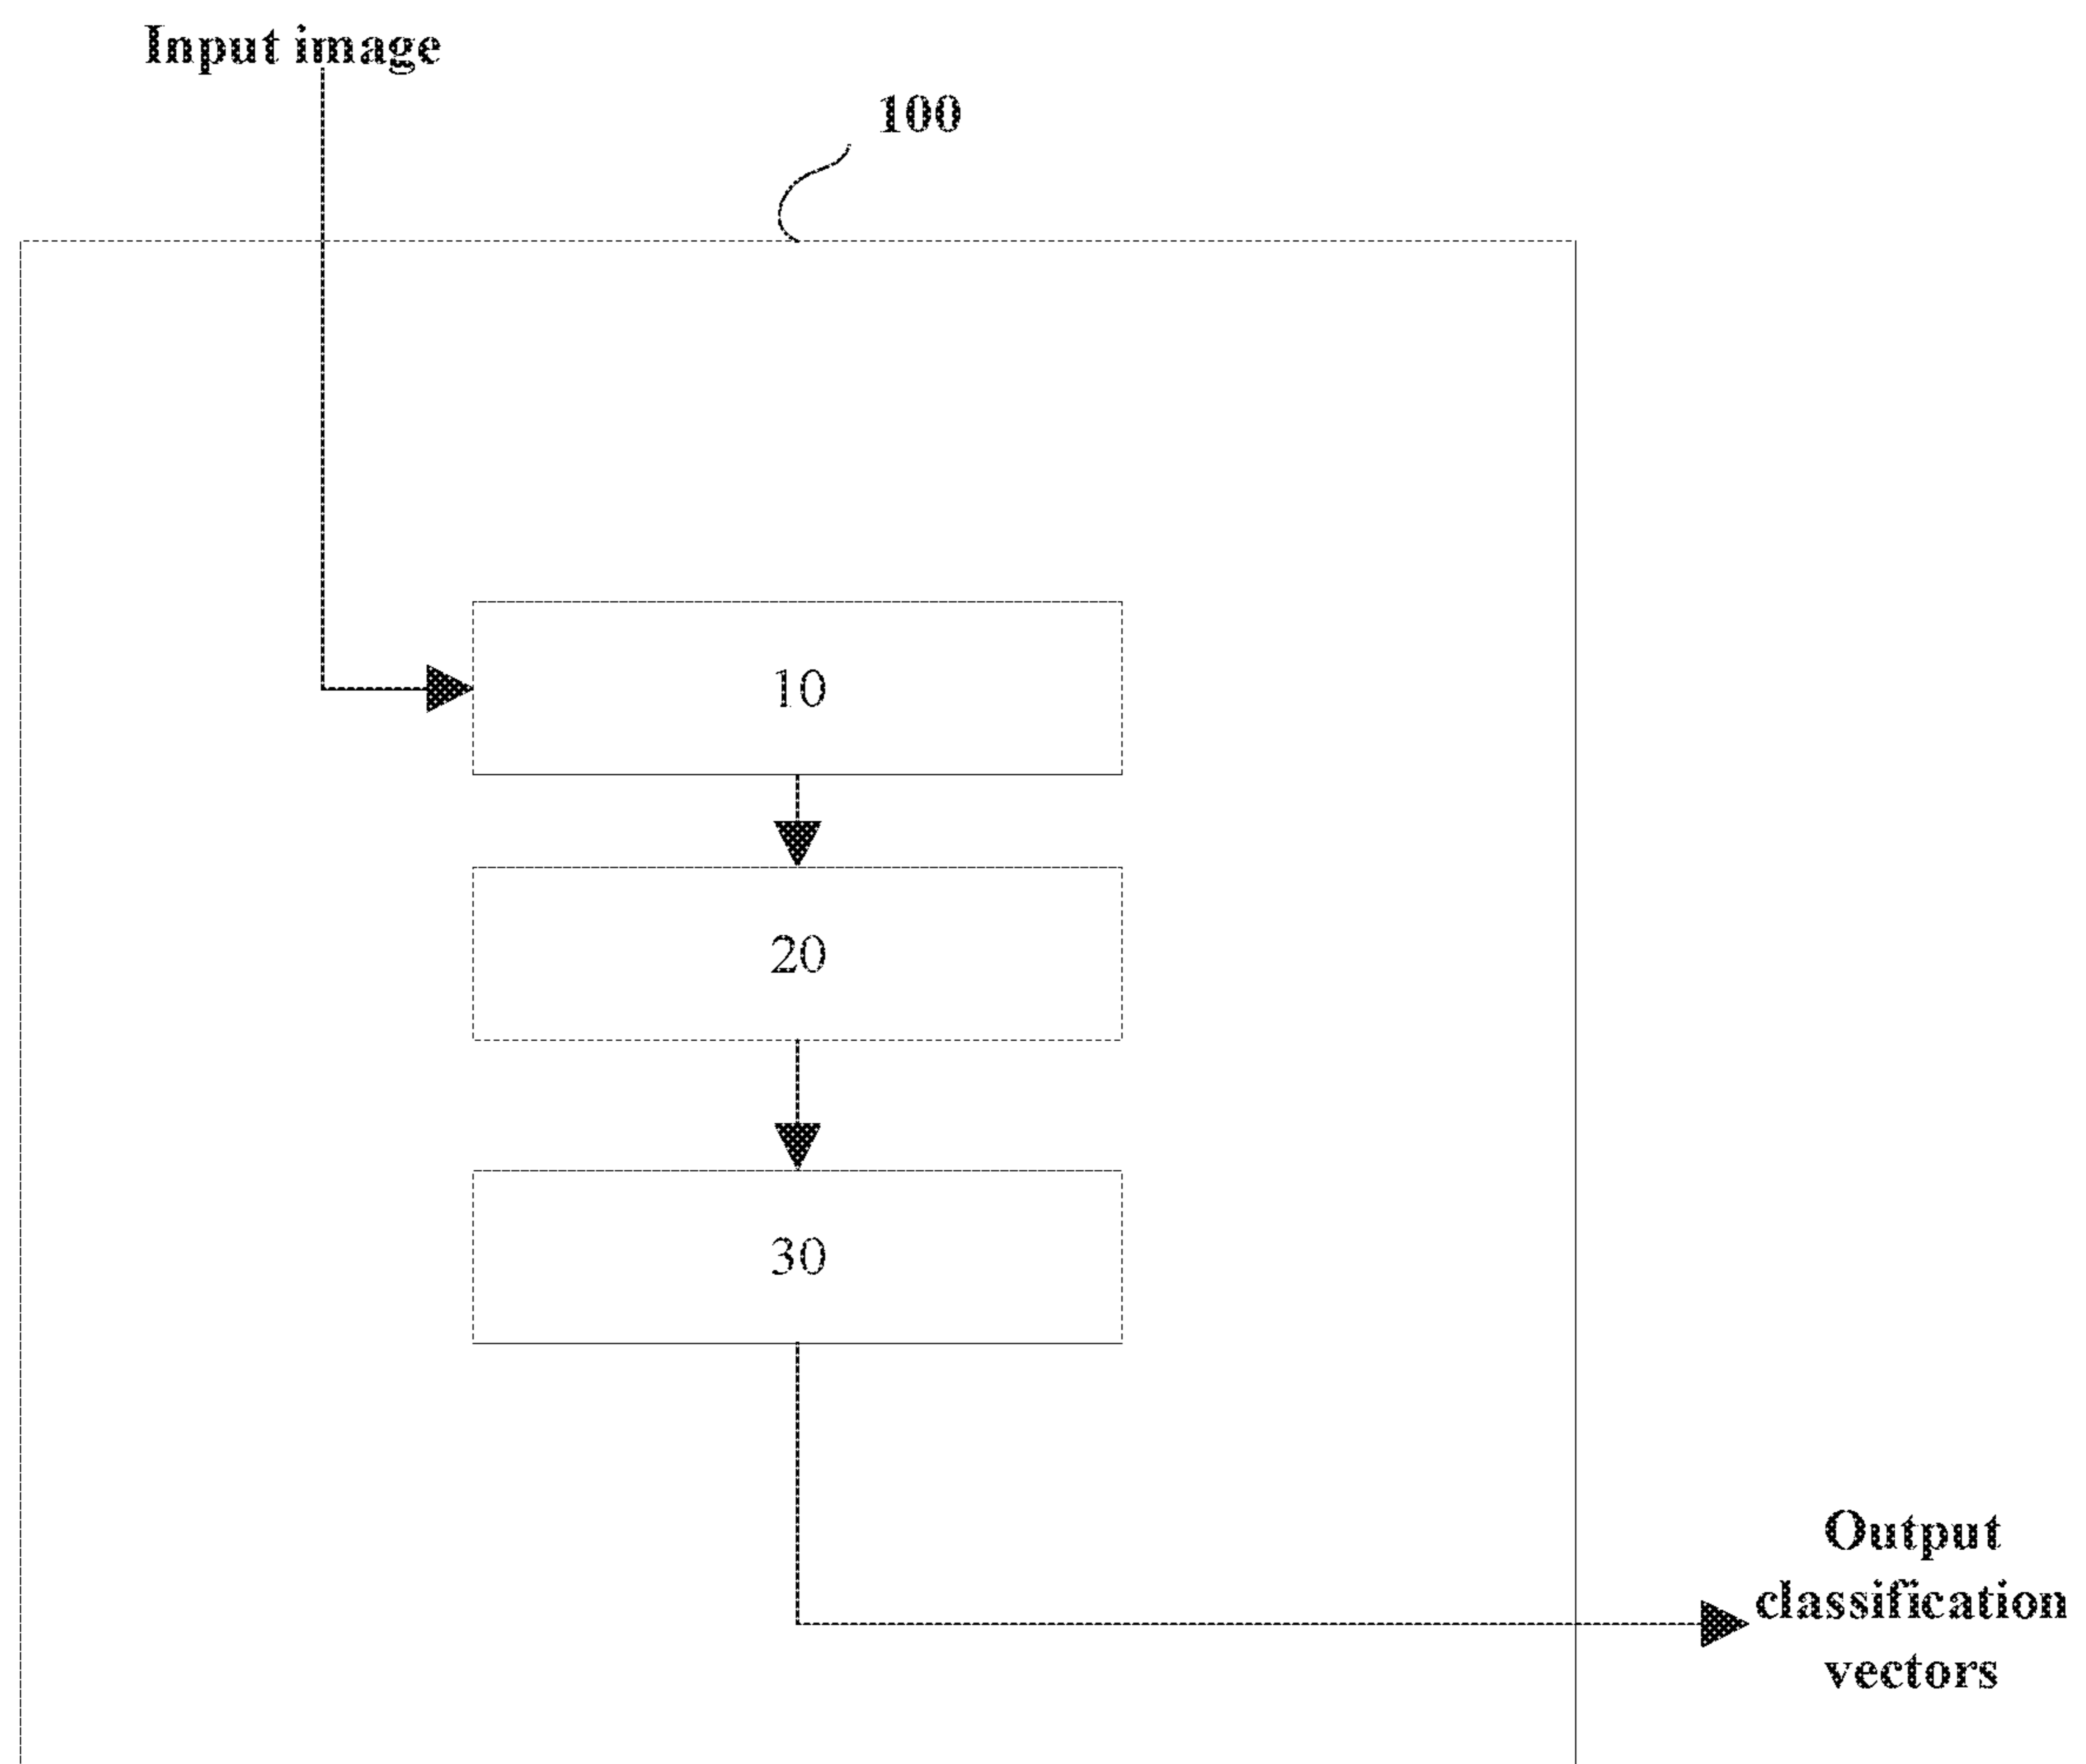 Input image
100
10
20
30
Output
classification
vectors